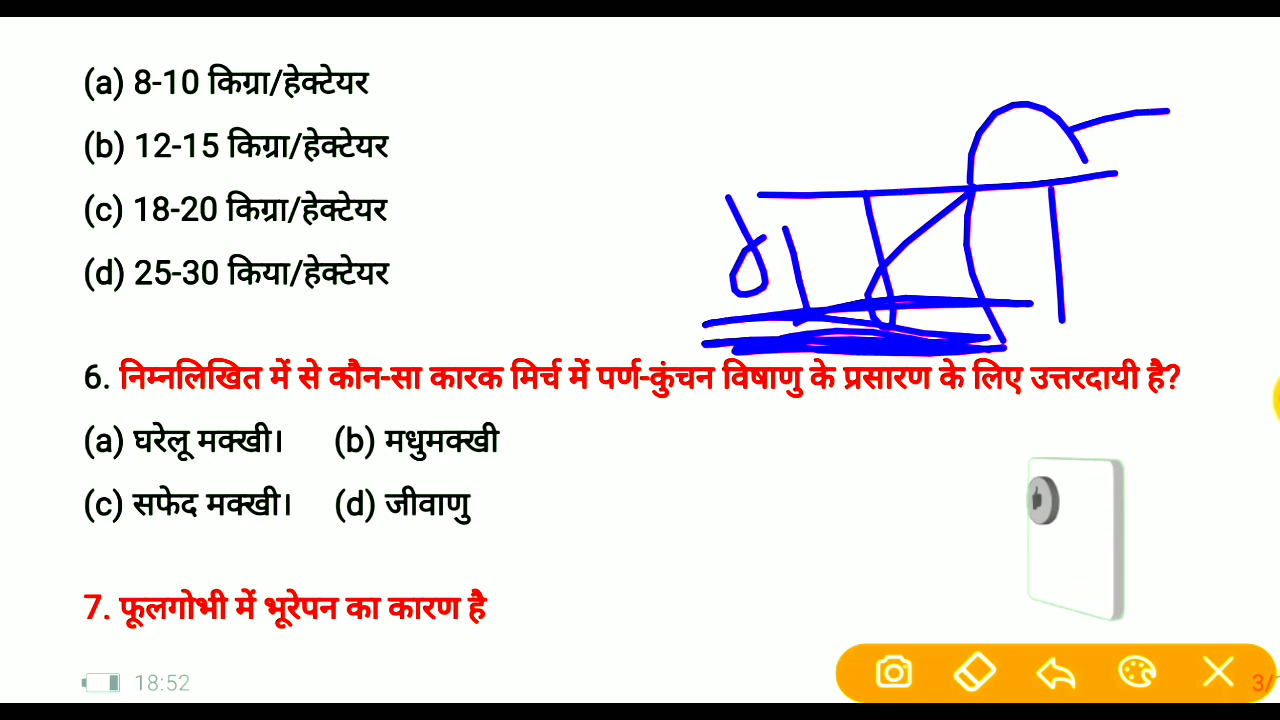 (a) 8-10 किग्रा/हेक्टेयर
(b) 12-15 किग्रा/हेक्टेयर
(c) 18-20 किग्रा/हेक्टेयर
(d) 25-30 किया/हेक्टेयर
6. निम्नलिखित में से कौन-सा कारक मिर्च में पर्ण-कुंचन विषाणु के प्रसारण के लिए उत्तरदायी है?
(a) घरेलू मक्खी। (b) मधुमक्खी
(c) सफेद मक्खी। (d) जीवाणु
7. फूलगोभी में भूरेपन का कारण है
18:52 3/